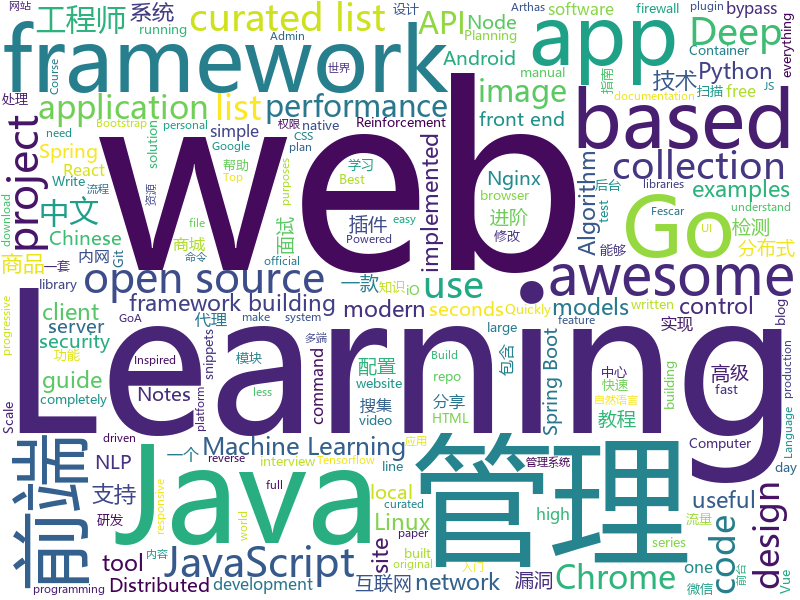 网站
工程师
系统
running
Admin
curated list
API
Node
software
Arthas
设计
firewall
plugin
Planning
Container
bypass
JS
everything
framework
世界
Android
app
Deep
manual
指南
技术
Python
处理
Course
application
list
performance
image
扫描
free
need
Bootstrap
personal
权限
Reinforcement
native
front end
documentation
project
solution
Spring
simple
Google
CSS
plan
implemented
based
React
资源
帮助
学习
Nginx
collection
libraries
download
中文
Write
流程
Top
Best
browser
进阶
Algorithm
后台
test
examples
Fescar
understand
Chinese
file
面试
Powered
purposes
插件
easy
修改
web
Go
UI
检测
商品
一套
内网
Git
商城
official
命令
能够
分布式
library
open source
一款
知识
iO
use
awesome
progressive
client
framework building
modern
seconds
models
control
server
代理
GoA
make
system
Quickly
written
large
实现
blog
security
功能
Inspired
snippets
多端
Build
feature
Spring Boot
包含
production
guide
模块
command
配置
website
repo
中心
高级
platform
快速
building
fast
Scale
completely
Notes
less
搜集
video
分享
HTML
教程
自然语言
Language
Learning
前端
Java
管理
driven
Machine Learning
interview
Tensorflow
应用
Computer
day
NLP
一个
reverse
line
curated
管理系统
支持
full
local
useful
研发
responsive
JavaScript
site
Linux
paper
high
code
流量
design
tool
world
built
original
series
one
微信
前台
Vue
programming
Distributed
development
内容
互联网
network
漏洞
入门
Chrome